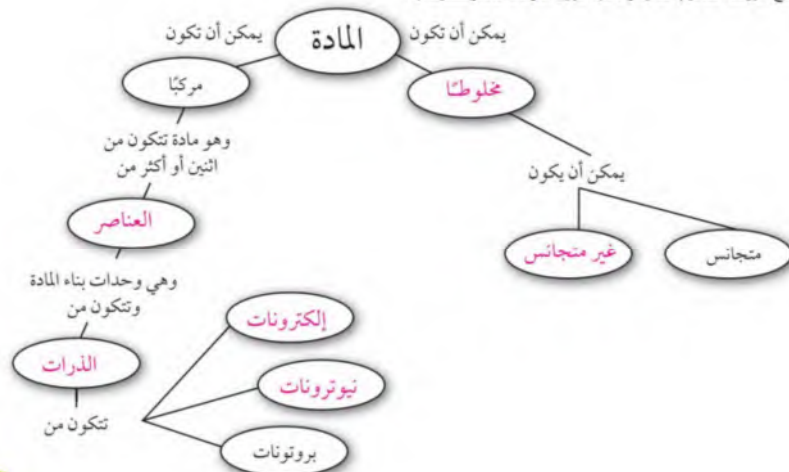 المادة
يمكن أن تكون
يمكن أن تكون
مخلوطًا
مركبًا
وهو مادة تتكون من
اثنين أو أكثر من
يمكن أن يكون
العناصر
متجانس
غير متجانس
وهي وحدات بناء المادة
وتتكون من
إلكترونات
الذرات
نيوترونات
تتكون من
بروتونات